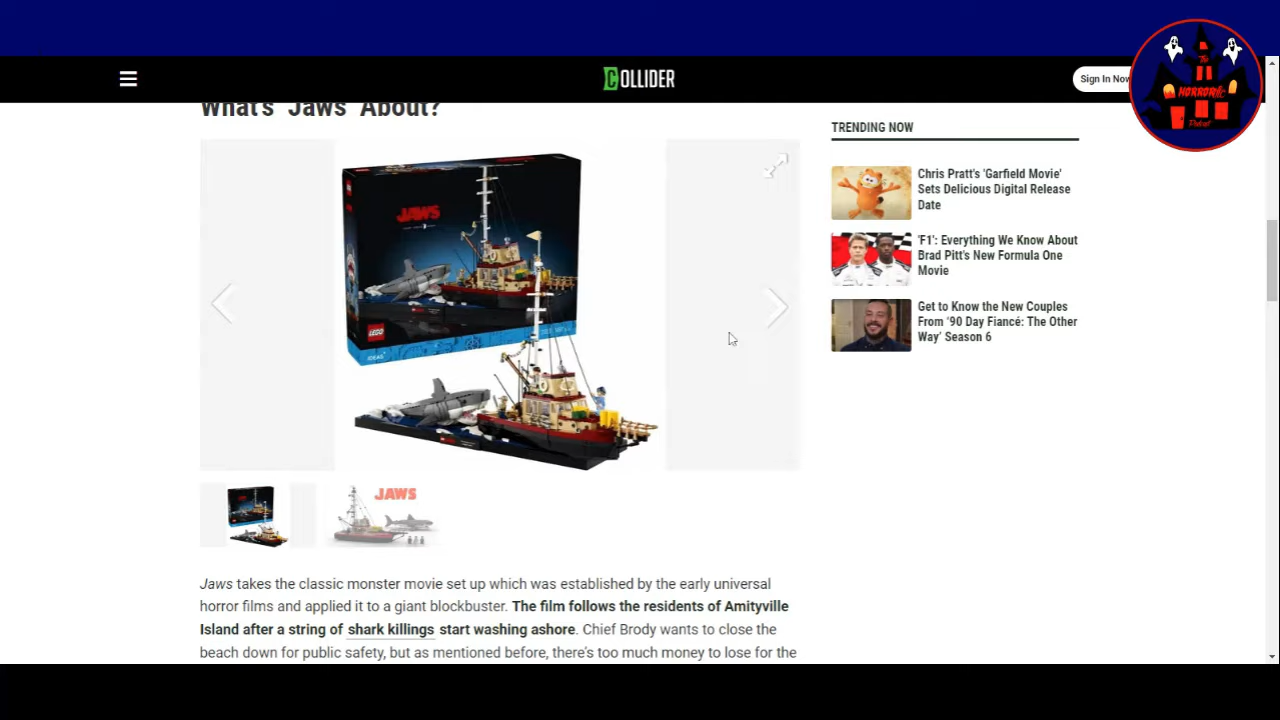 COLLIDER
Sign In Now
The
HORRORific
Podcast
What's 'Jaws' About?
JAWS
LEGO
IDEAS
JAWS
TRENDING NOW
Chris Pratt's 'Garfield Movie'
Sets Delicious Digital Release
Date
'F1': Everything We Know About
Brad Pitt's New Formula One
Movie
Get to Know the New Couples
From '90 Day Fiancé: The Other
Way' Season 6
Jaws takes the classic monster movie set up which was established by the early universal
horror films and applied it to a giant blockbuster. The film follows the residents of Amityville
Island after a string of shark killings start washing ashore. Chief Brody wants to close the
beach down for public safety, but as mentioned before, there's too much money to lose for the